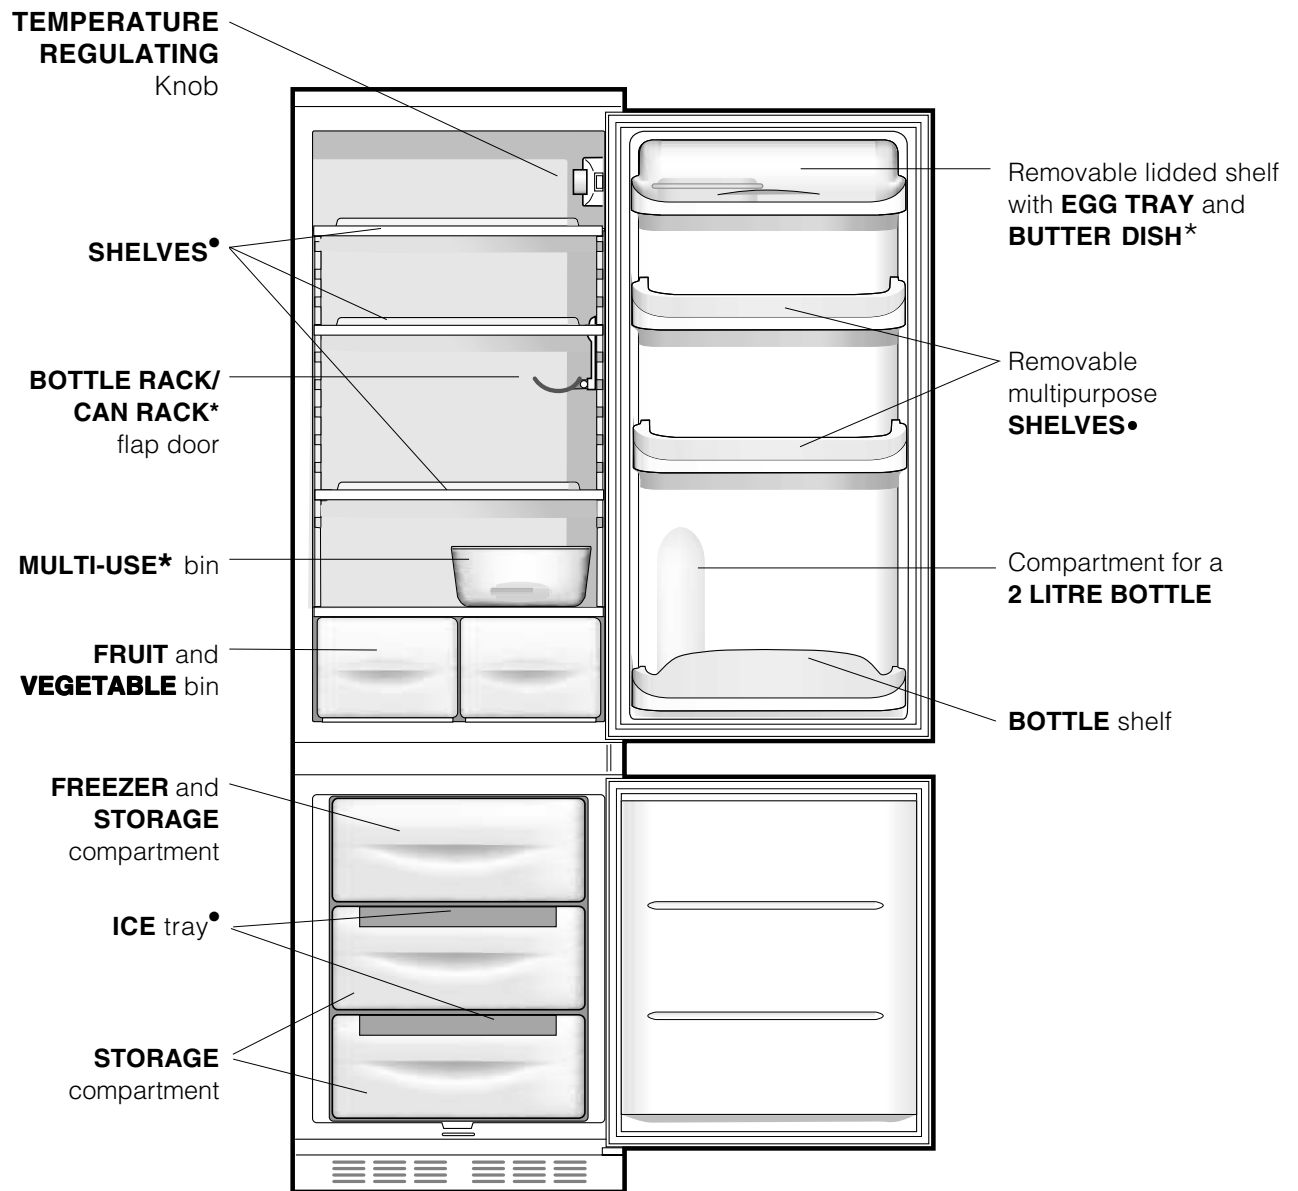 TEMPERATURE
REGULATING
Knob
SHELVES•
BOTTLE RACK/
CAN RACK*
flap door
MULTI-USE* bin
FRUIT and
VEGETABLE bin
FREEZER and
STORAGE
compartment
ICE tray•
STORAGE
compartment
Removable lidded shelf
with EGG TRAY and
BUTTER DISH*
Removable
multipurpose
SHELVES•
Compartment for a
2 LITRE BOTTLE
BOTTLE shelf